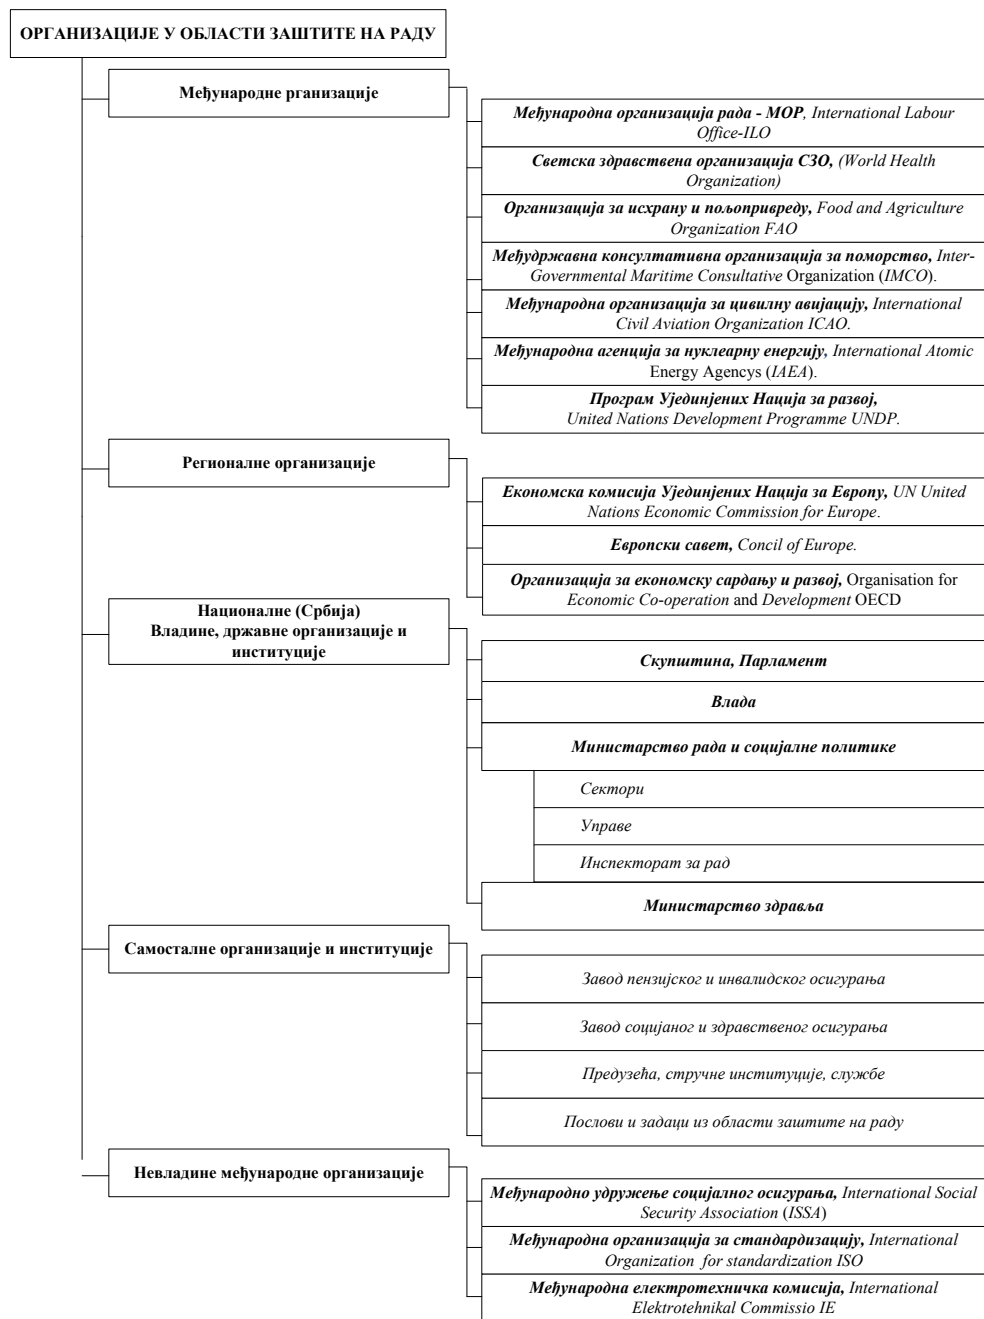 ОРГАНИЗАЦИЈЕ У ОБЛАСТИ ЗАШТИТЕ НА РАДУ
Међународне рганизације
Међународна организација рада - МОР, International Labour
Office-ILO
Светска здравствена организација СЗО, (World Health
Organization)
Организација за исхрану и пољопривреду, Food and Agriculture
Organization FAO
Међудржавна консултативна организација за поморство, Inter-
Governmental Maritime Consultative Organization (IMCO).
Међународна организација за цивилну авијацију, International
Civil Aviation Organization ICAO.
Међународна агенција за нуклеарну енергију, International Atomic
Energy Agencys (IAEA).
Програм Уједињених Нација за развој,
United Nations Development Programme UNDP.
Регионалне организације
Економска комисија Уједињених Нација за Европу, UN United
Nations Economic Commission for Europe.
Европски савет, Concil of Europe.
Организација за економску сардању и развој, Organisation for
Economic Co-operation and Development OECD
Националне (Србија)
Владине, државне организације и
институције
Скупштина, Парламент
Влада
Министарство рада и социјалне политике
Сектори
Управе
Инспекторат за рад
Министарство здравља
Самосталне организације и институције
Завод пензијског и инвалидског осигурања
Завод социјаног и здравственог осигурања
Предузећа, стручне институције, службе
Послови и задаци из области заштите на раду
Невладине међународне организације
Међународно удружење социјалног осигурања, International Social
Security Association (ISSA)
Међународна организација за стандардизацију, International
Organization for standardization ISO
Међународна електротехничка комисија, International
Elektrotehnikal Commissio IE